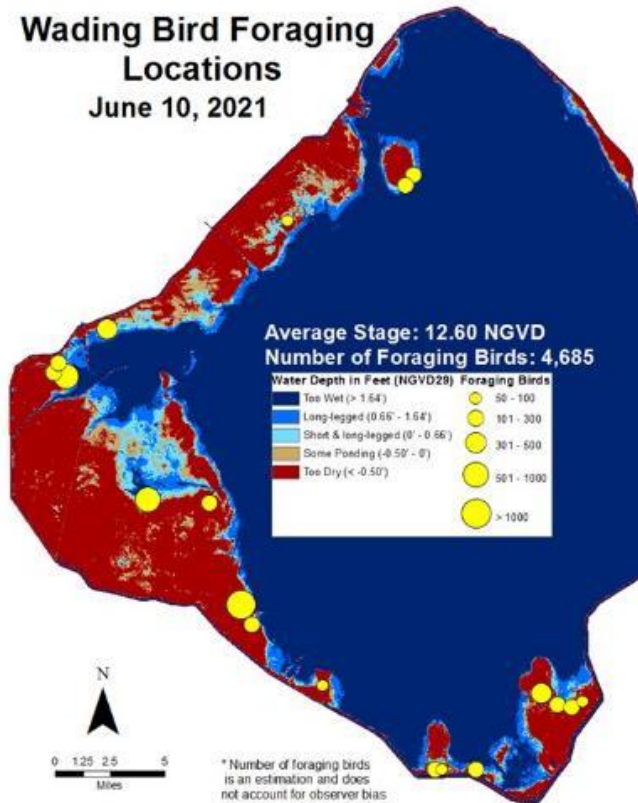 Wading Bird Foraging
Locations
June 10, 2021
Average Stage: 12.60 NGVD
Number of Foraging Birds: 4,685
Water Depth in Feet (NGVD29) Foraging Birds
Too Wet (> 1.64')
Long-legged (0.66' - 1.64')
Short & long-legged (0' - 0.66')
Some Ponding (-0.50' - 0')
Too Dry (< -0.50')
50 - 100
101 - 300
301 - 500
501 - 1000
> 1000
N
0 1.25 2.5 5
Miles
* Number of foraging birds
is an estimation and does
not account for observer bias